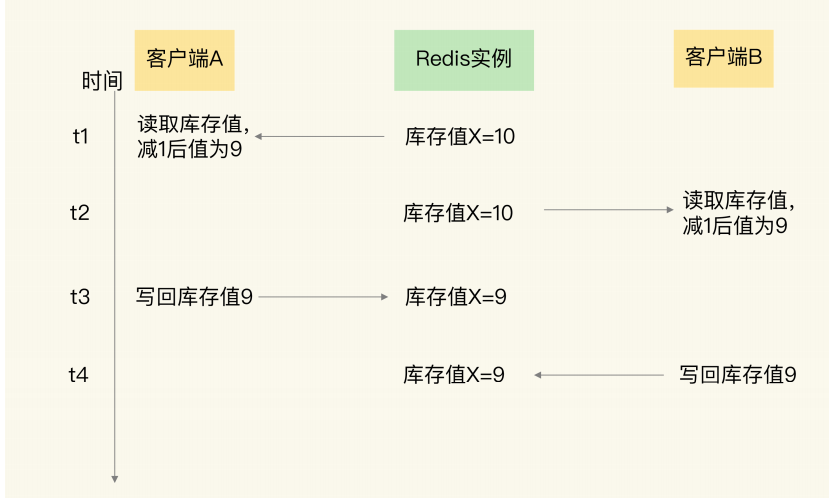 客户端A
Redis实例
客户端B
时间
t1
读取库存值，
减1后值为9
库存值X=10
t2
库存值X=10
读取库存值，
减1后值为9
t3
写回库存值9
库存值X=9
t4
库存值X=9
写回库存值9